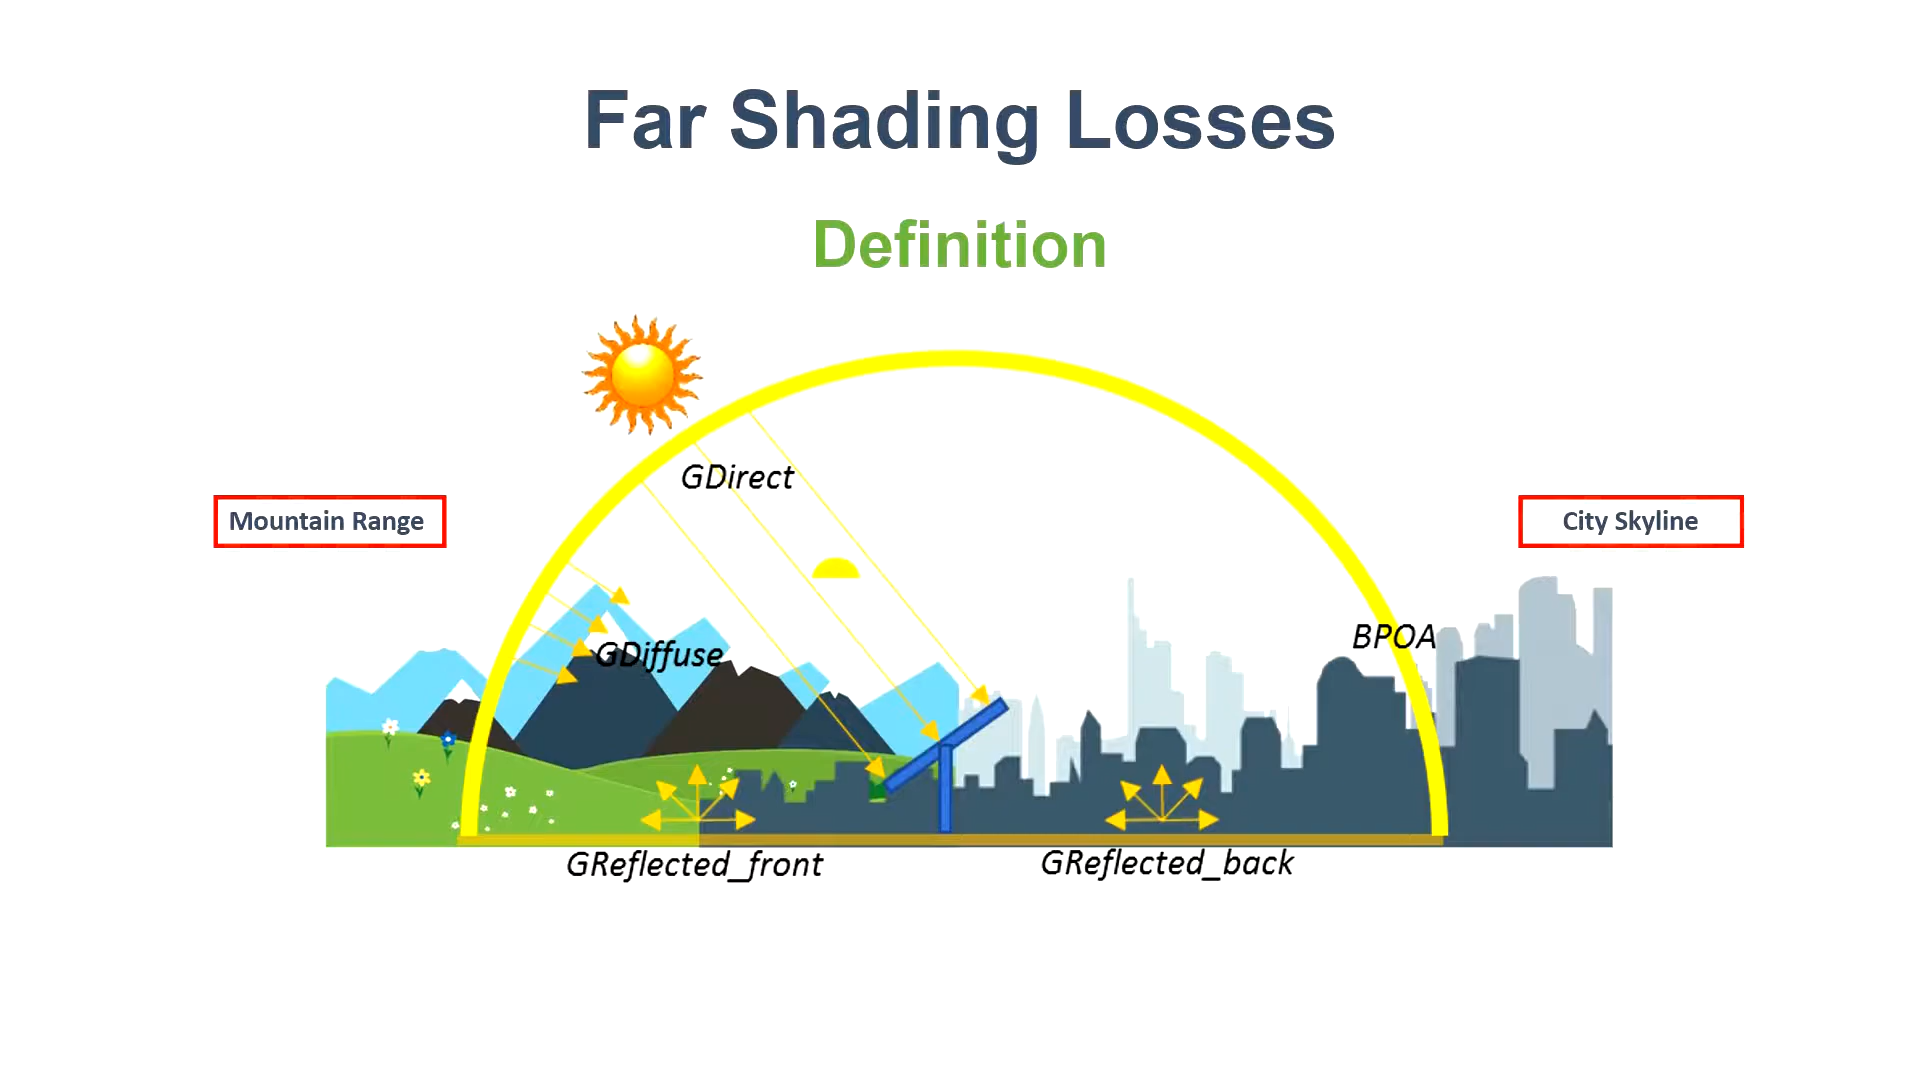 Far Shading Losses
Definition
GDirect
Mountain Range
City Skyline
GDiffuse
BPOA
GReflected_front
GReflected_back